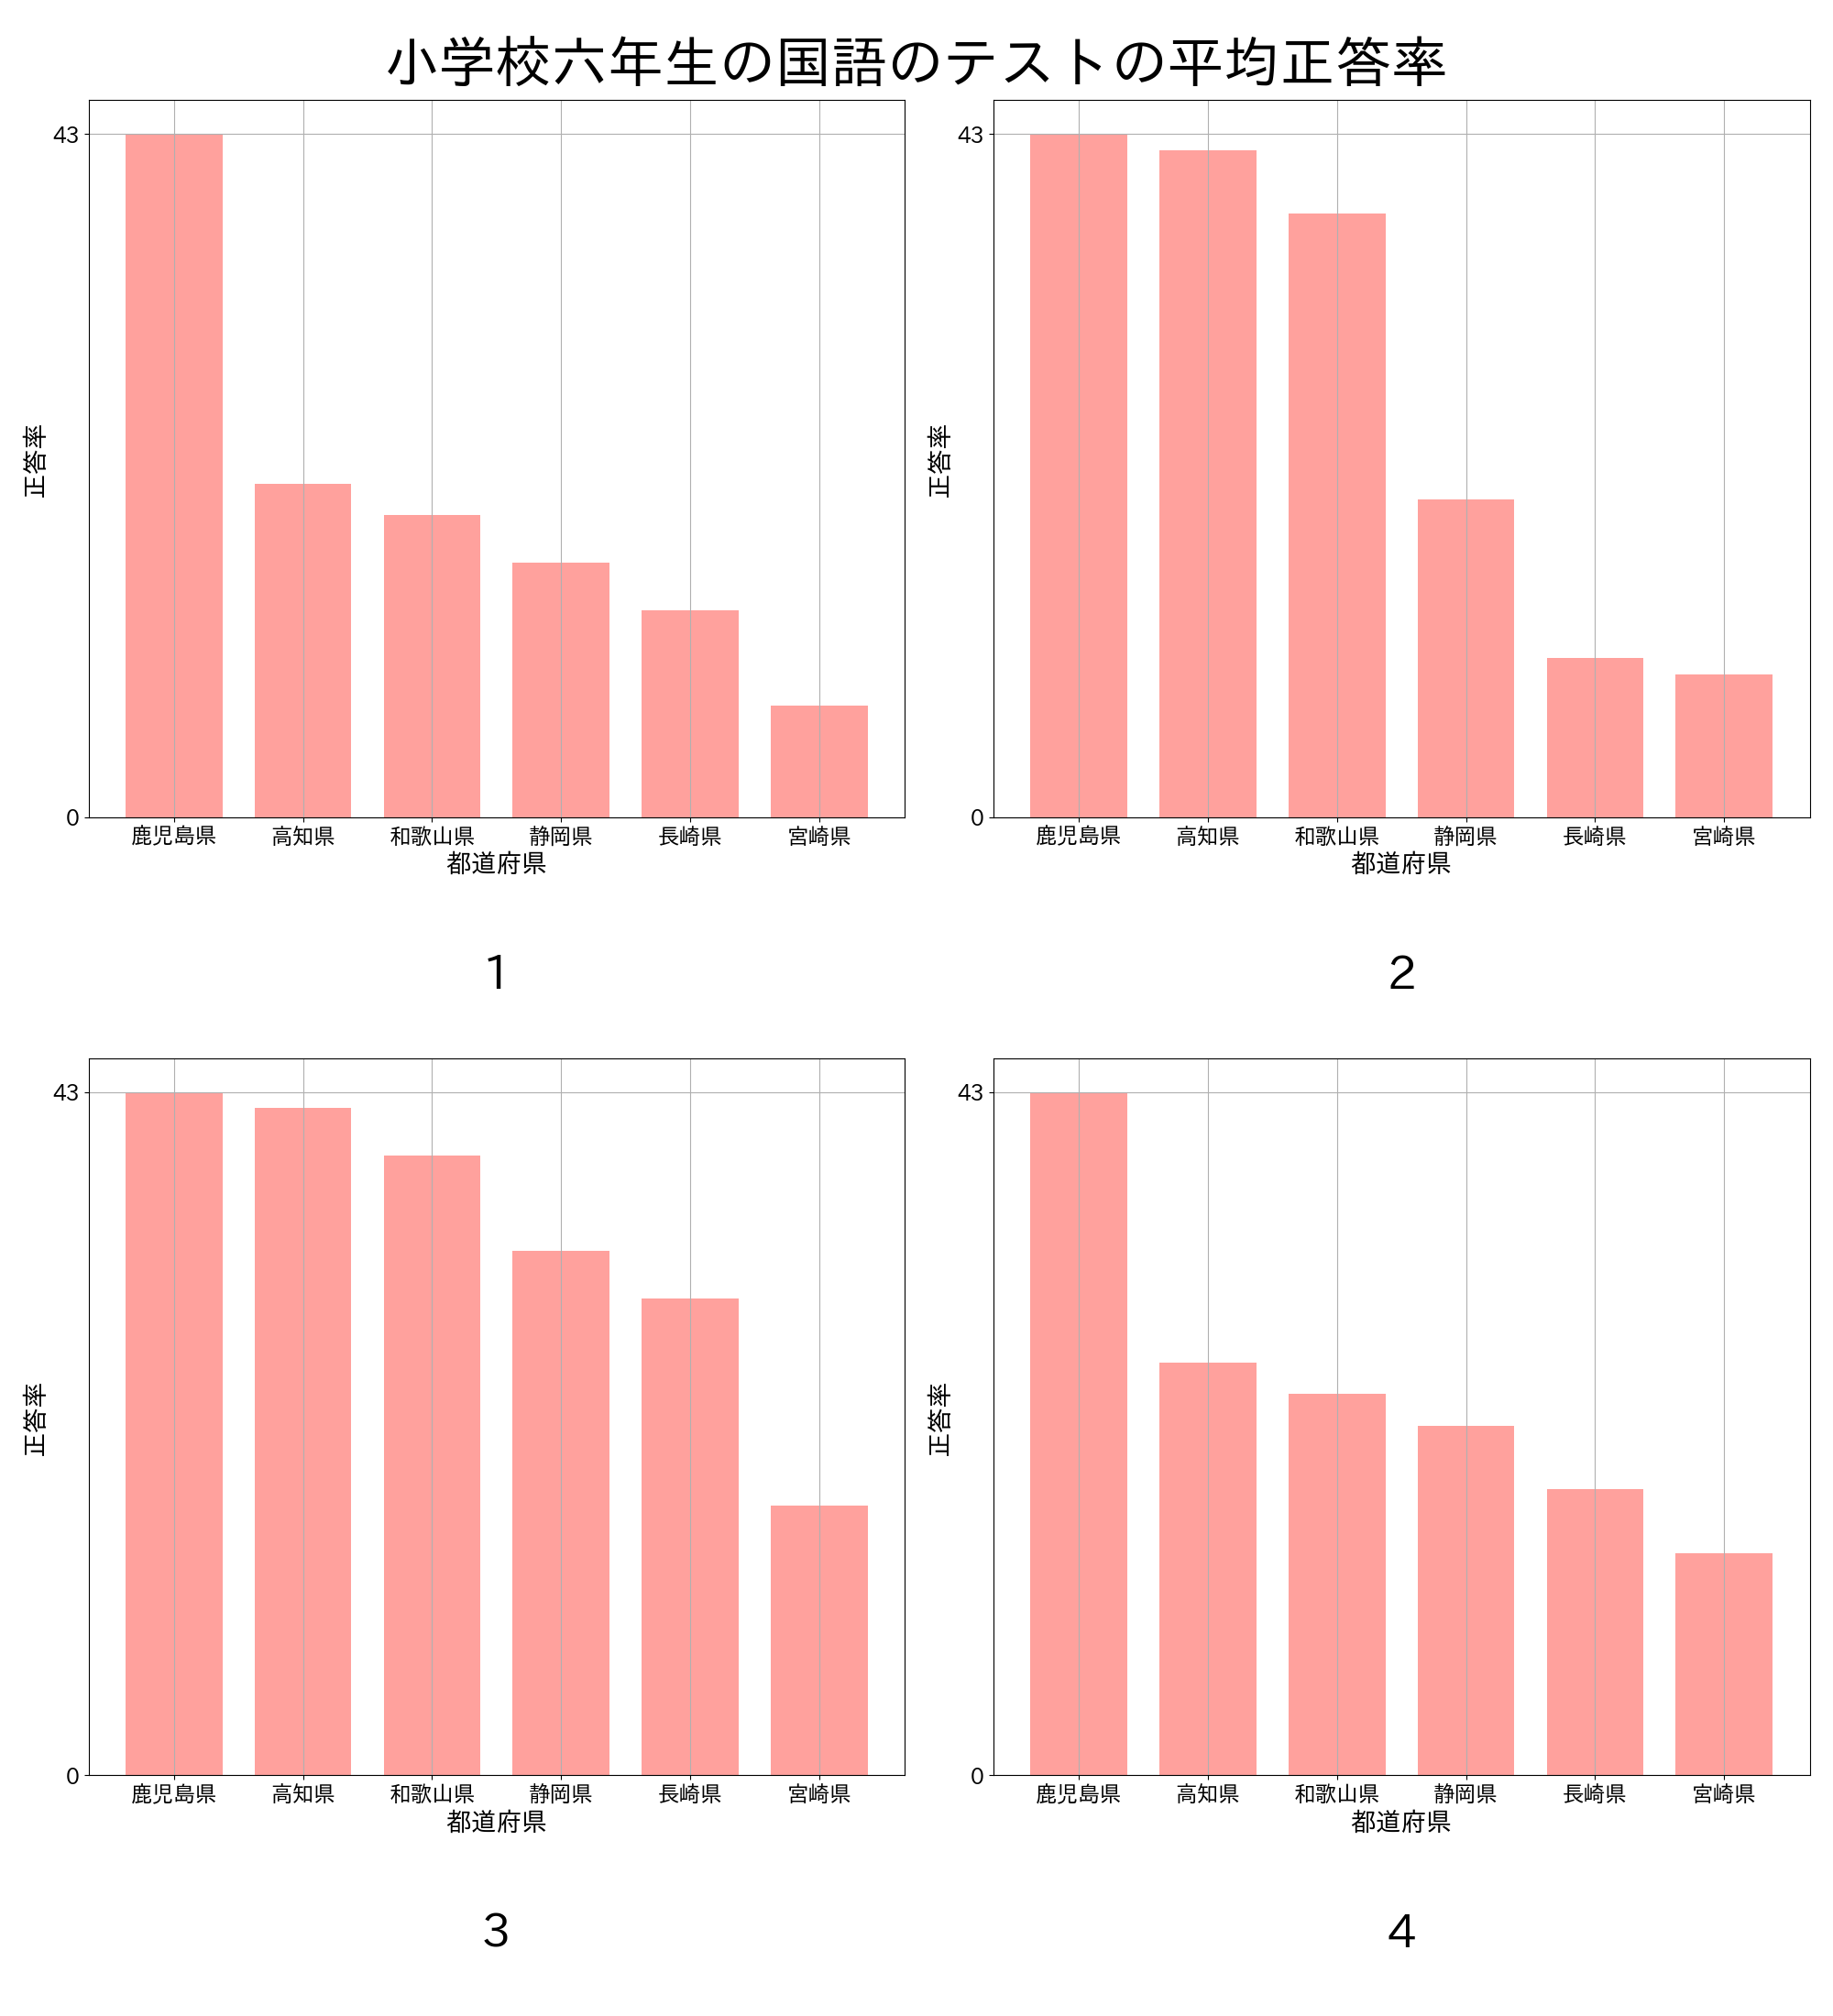 小学校六年生の国語のテストの平均正答率
43
正答率
0
鹿児島県 高知県 和歌山県 静岡県 長崎県 宮崎県
都道府県
1
43
正答率
0
鹿児島県 高知県 和歌山県 静岡県 長崎県 宮崎県
都道府県
2
43
正答率
0
鹿児島県 高知県 和歌山県 静岡県 長崎県 宮崎県
都道府県
3
43
正答率
0
鹿児島県 高知県 和歌山県 静岡県 長崎県 宮崎県
都道府県
4